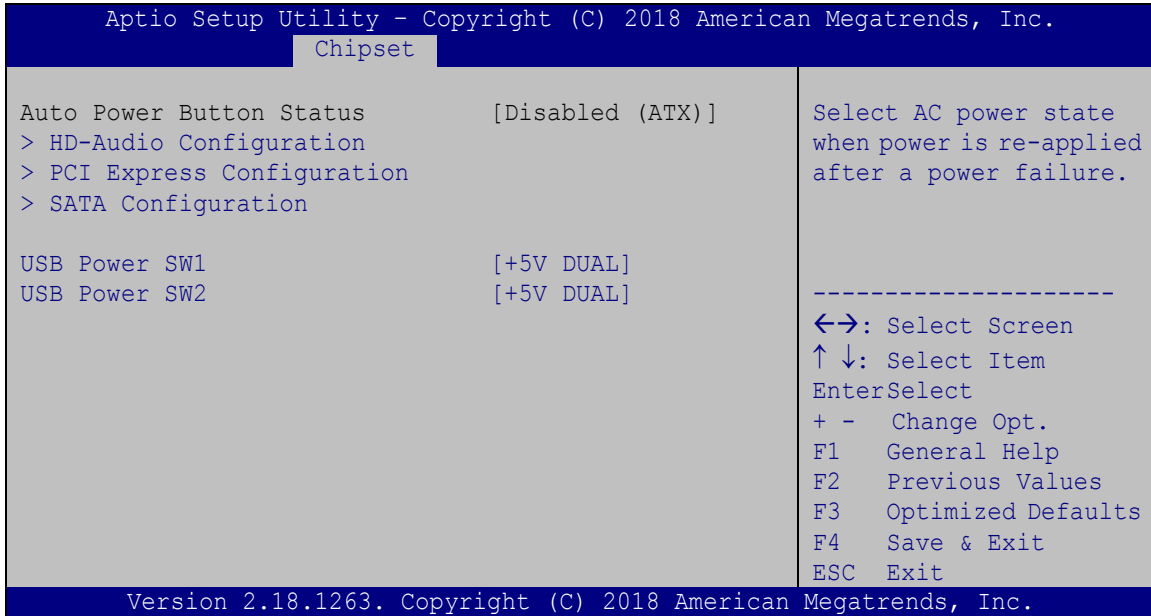 Aptio Setup Utility – Copyright (C) 2018 American Megatrends, Inc.
Chipset
Auto Power Button Status [Disabled (ATX)]
> HD-Audio Configuration
> PCI Express Configuration
> SATA Configuration
USB Power SW1 [+5V DUAL]
USB Power SW2 [+5V DUAL]
Select AC power state
when power is re-applied
after a power failure.
---------------------
←→: Select Screen
↑ ↓: Select Item
EnterSelect
+ - Change Opt.
F1 General Help
F2 Previous Values
F3 Optimized Defaults
F4 Save & Exit
ESC Exit
Version 2.18.1263. Copyright (C) 2018 American Megatrends, Inc.